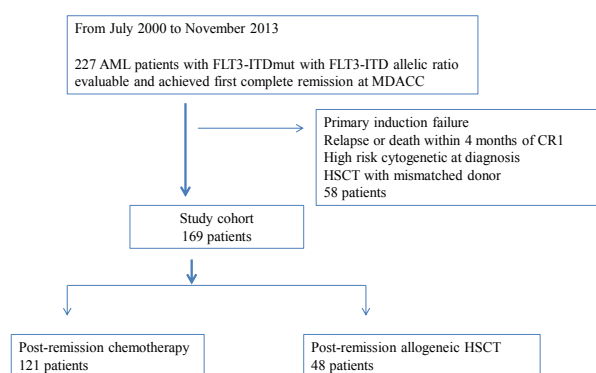 From July 2000 to November 2013
227 AML patients with FLT3-ITDmut with FLT3-ITD allelic ratio
evaluable and achieved first complete remission at MDACC
Primary induction failure
Relapse or death within 4 months of CR1
High risk cytogenetic at diagnosis
HSCT with mismatched donor
58 patients
Study cohort
169 patients
Post-remission chemotherapy
121 patients
Post-remission allogeneic HSCT
48 patients